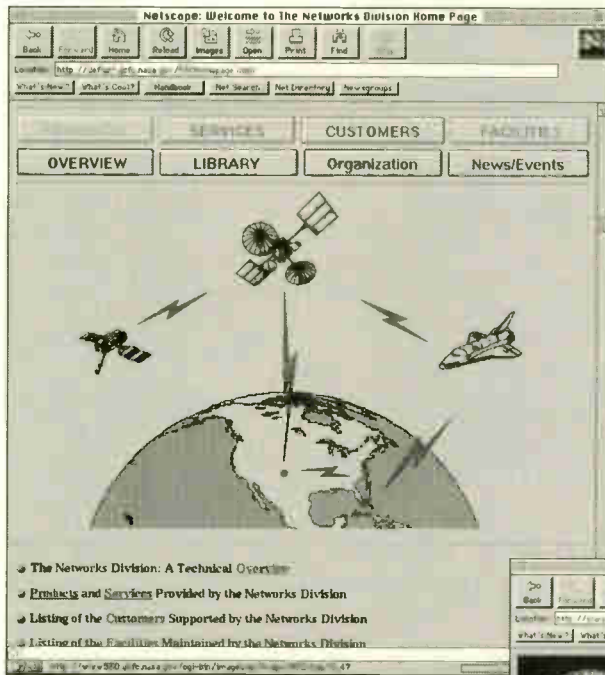 Netscape: Welcome to The Networks Division Home Page
Back Forward Home Reload Images Open Print Find
Location: http://
What's New? What's Cool? Handbook Net Search Net Directory Newsgroups
SERVICES CUSTOMERS FACILITIES
OVERVIEW LIBRARY Organization News/Events
The Networks Division: A Technical Overview
Products and Services Provided by the Networks Division
Listing of the Customers Supported by the Networks Division
Listing of the Facilities Maintained by the Networks Division
Back Forward
What's New? What's